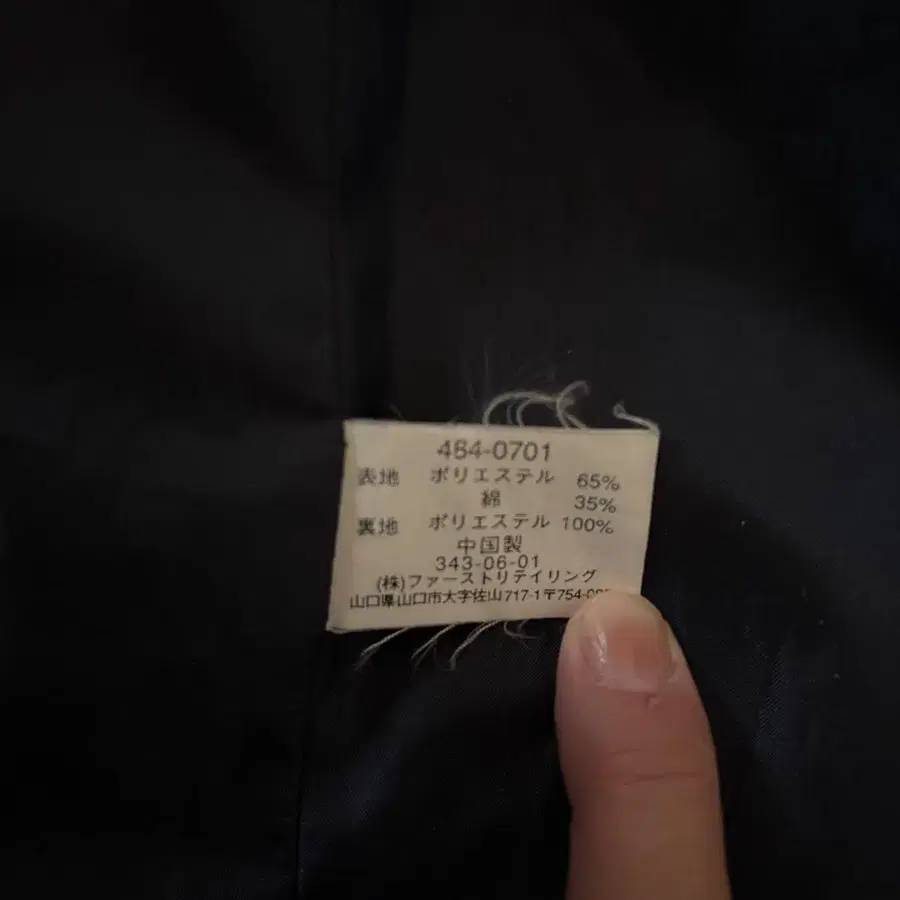 484-0701
表地 ポリエステル 65%
綿 35%
裏地 ポリエステル 100%
中国製
343-06-01
(株)ファーストリテイリング
山口県山口市大字佐山717-1〒